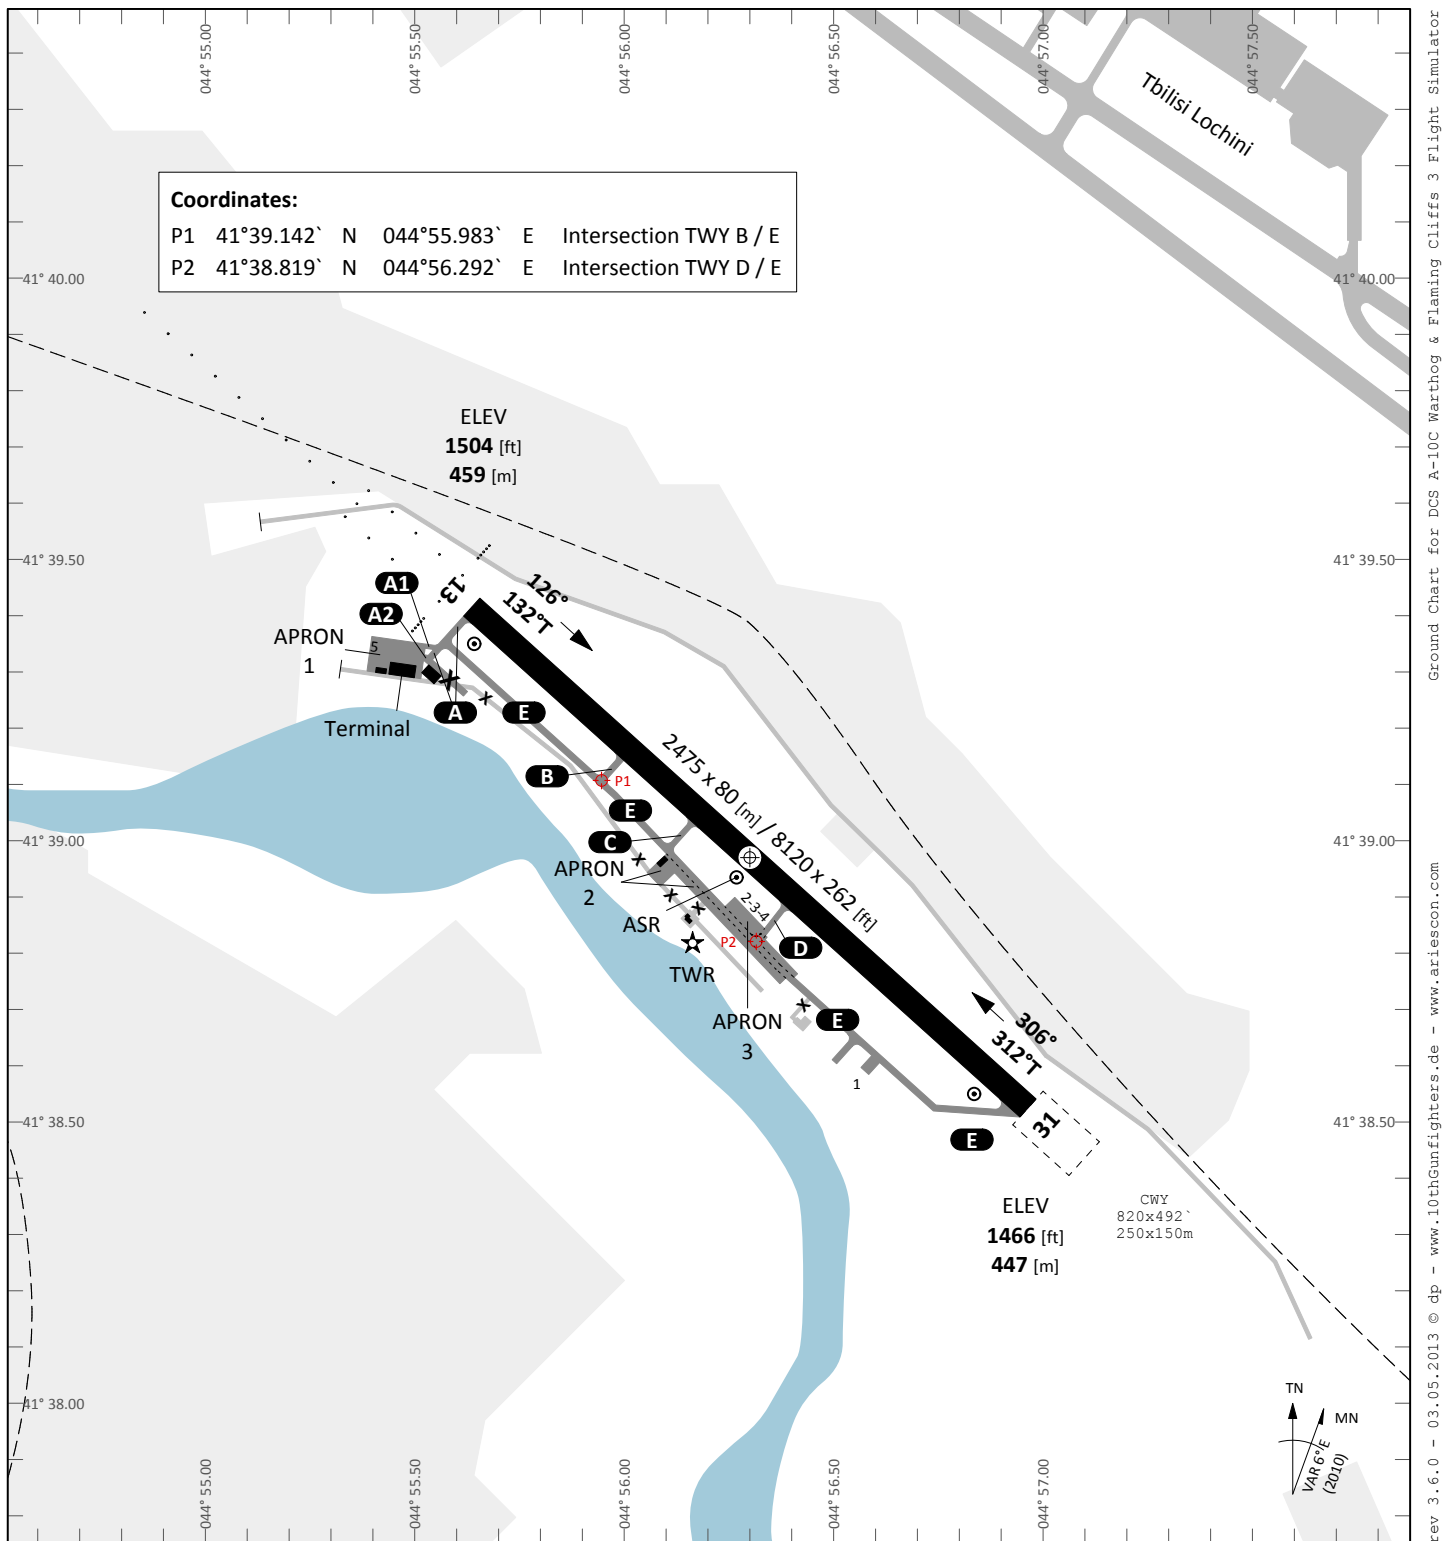 044° 55.00
044° 55.50
044° 56.00
044° 56.50
044° 57.00
044° 57.50
Tbilisi Lochini
Coordinates:
P1 41°39.142` N 044°55.983` E Intersection TWY B / E
P2 41°38.819` N 044°56.292` E Intersection TWY D / E
41° 40.00
41° 40.00
ELEV
1504 [ft]
459 [m]
41° 39.50
41° 39.50
A1
A2
13
126°
132°T
APRON
1
5
Terminal
A
E
B
P1
E
C
2475 x 80 [m] / 8120 x 262 [ft]
41° 39.00
41° 39.00
APRON
2
ASR
2-3-4
P2
D
TWR
APRON
3
E
1
306°
312°T
31
E
41° 38.50
41° 38.50
ELEV
1466 [ft]
447 [m]
CWY
820x492`
250x150m
41° 38.00
TN
MN
VAR 6°E
(2010)
044° 55.00
044° 55.50
044° 56.00
044° 56.50
044° 57.00
Ground Chart for DCS A-10C Warthog & Flaming Cliffs 3 Flight Simulator
rev 3.6.0 - 03.05.2013 © dp - www.10thGunfighters.de - www.ariescon.com